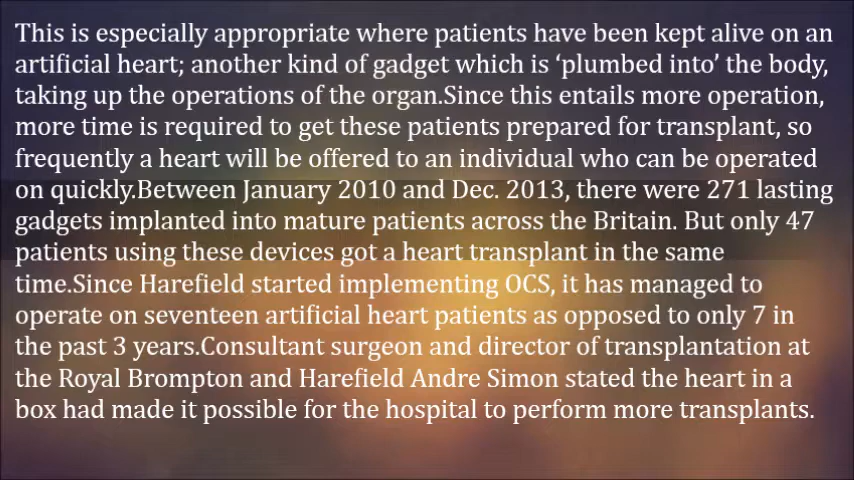 This is especially appropriate where patients have been kept alive on an
artificial heart; another kind of gadget which is ‘plumbed into’ the body,
taking up the operations of the organ.Since this entails more operation,
more time is required to get these patients prepared for transplant, so
frequently a heart will be offered to an individual who can be operated
on quickly.Between January 2010 and Dec. 2013, there were 271 lasting
gadgets implanted into mature patients across the Britain. But only 47
patients using these devices got a heart transplant in the same
time.Since Harefield started implementing OCS, it has managed to
operate on seventeen artificial heart patients as opposed to only 7 in
the past 3 years.Consultant surgeon and director of transplantation at
the Royal Brompton and Harefield Andre Simon stated the heart in a
box had made it possible for the hospital to perform more transplants.